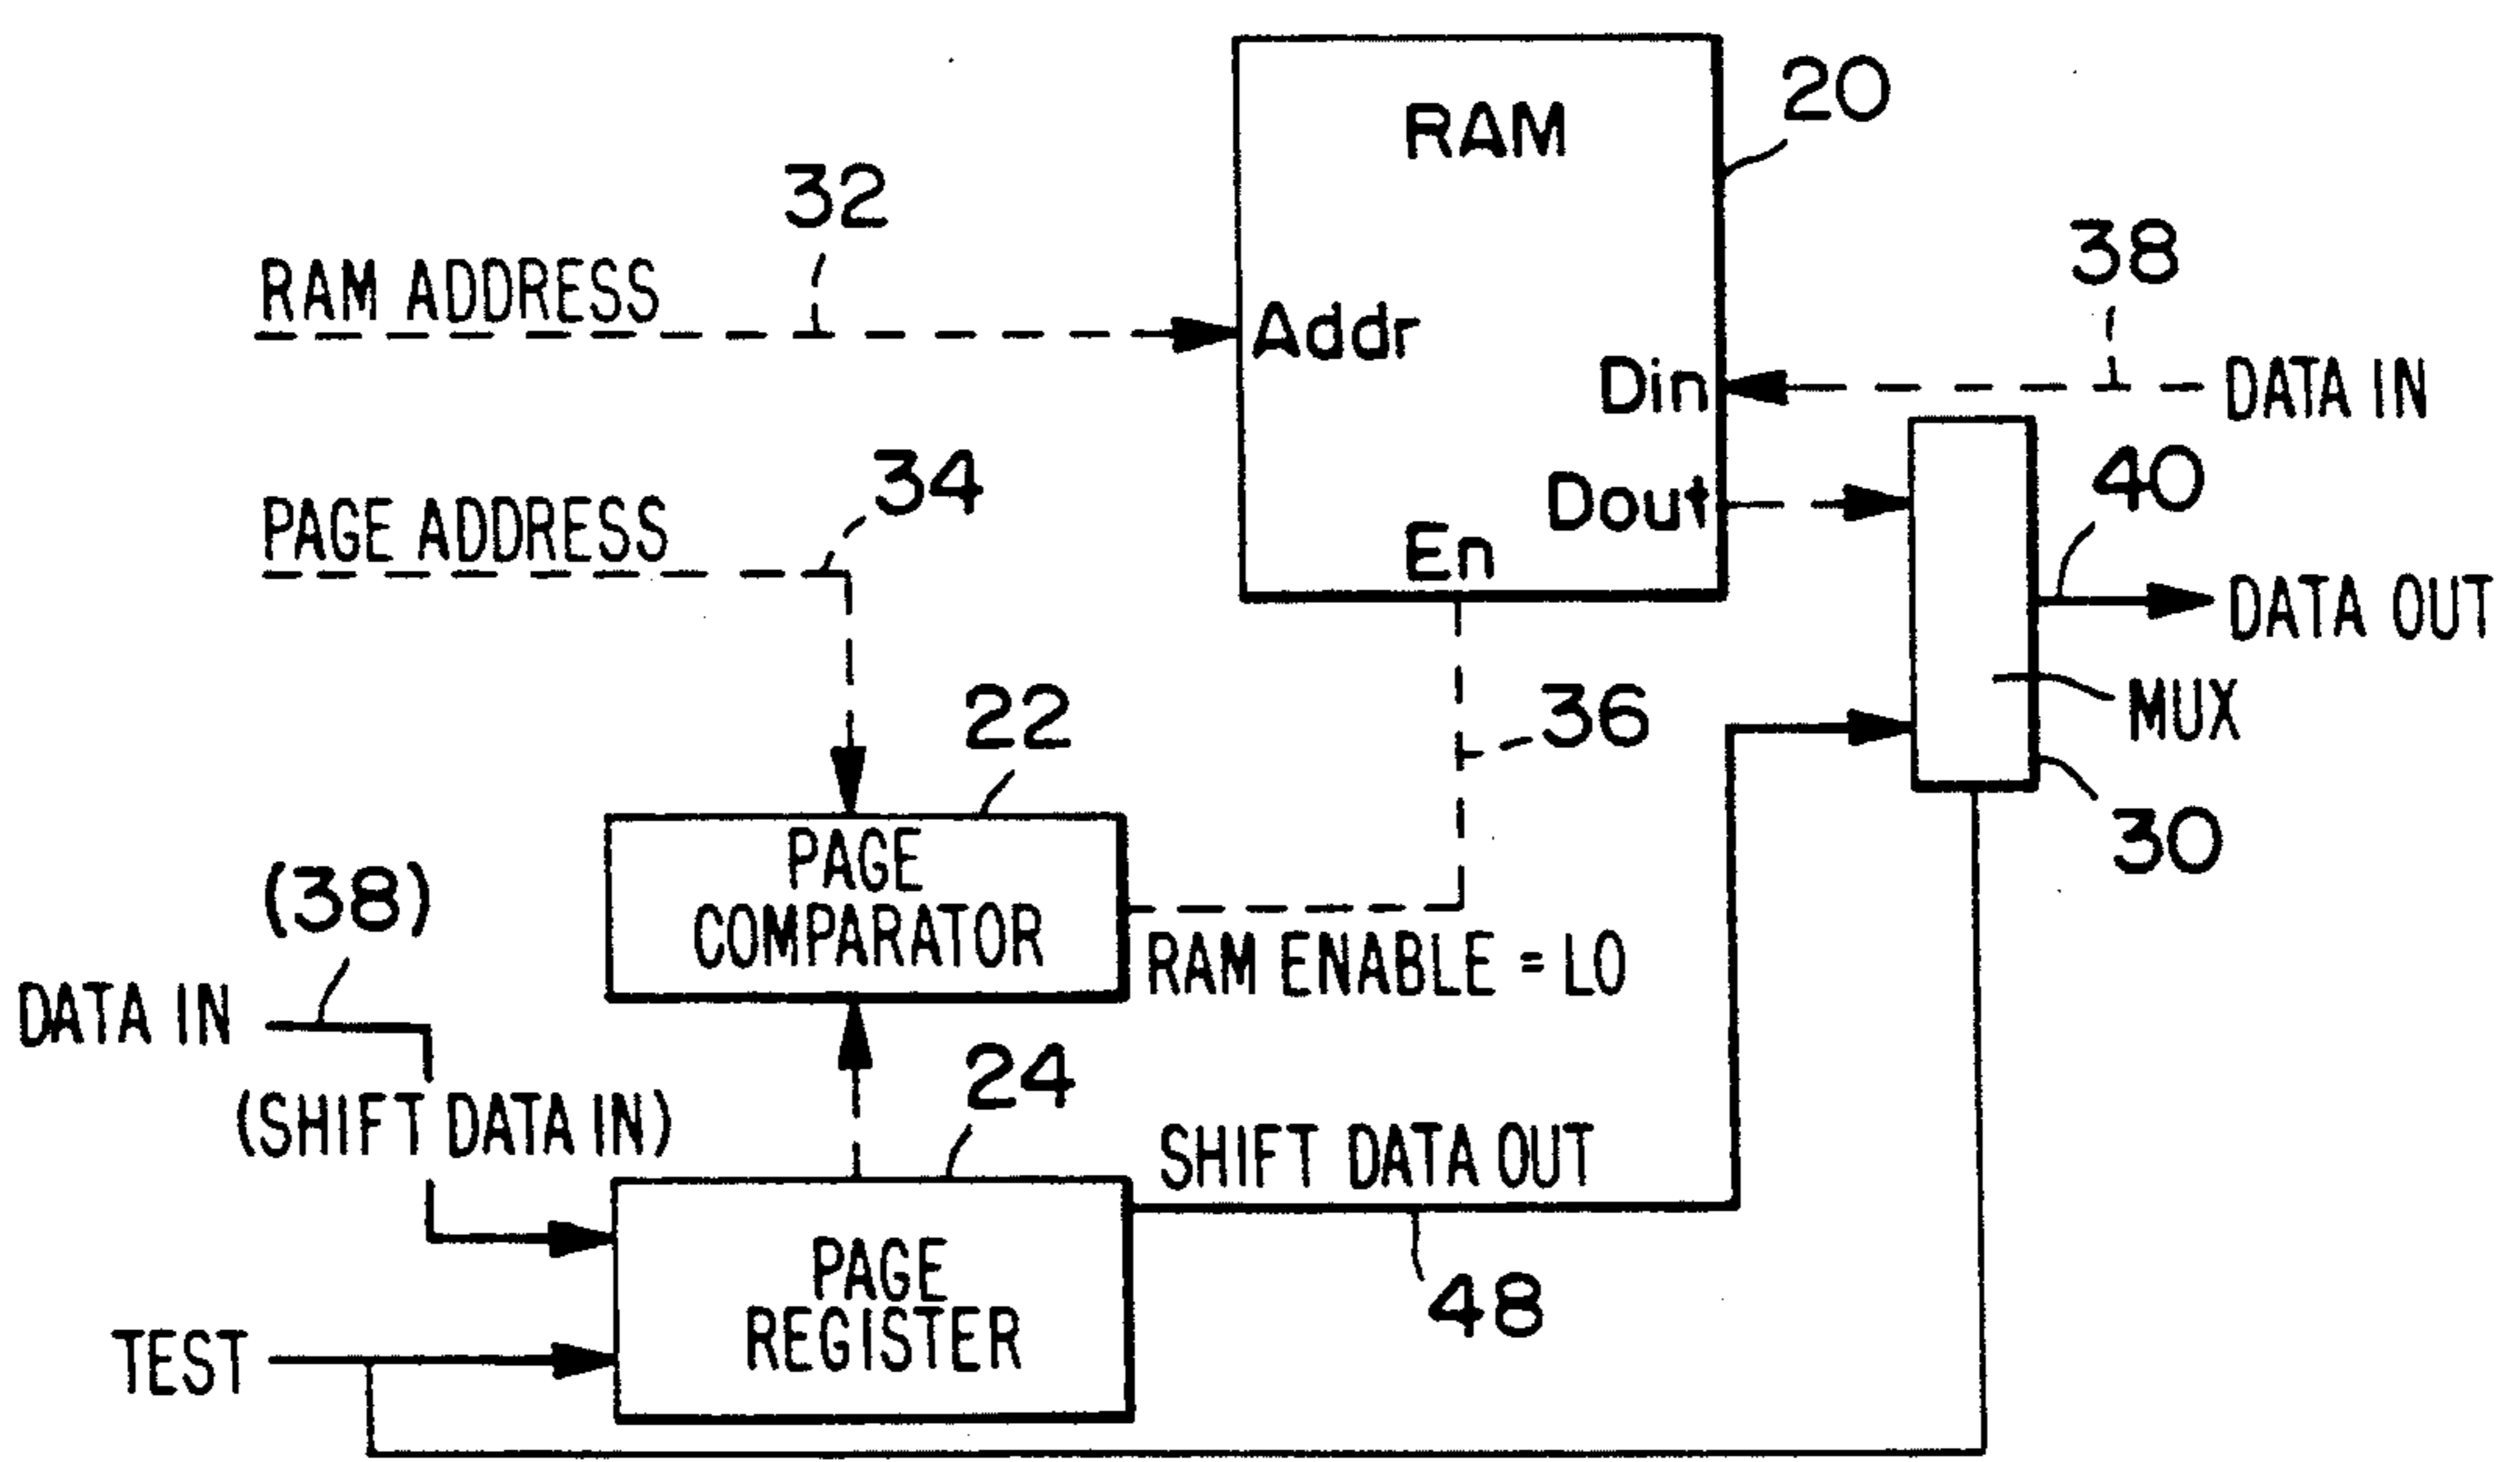 RAM
20
32
38
RAM ADDRESS
Addr
Din
DATA IN
34
40
PAGE ADDRESS
Dout
En
DATA OUT
22
36
MUX
30
PAGE
COMPARATOR
(38)
RAM ENABLE = LO
DATA IN
24
(SHIFT DATA IN)
SHIFT DATA OUT
PAGE
REGISTER
48
TEST